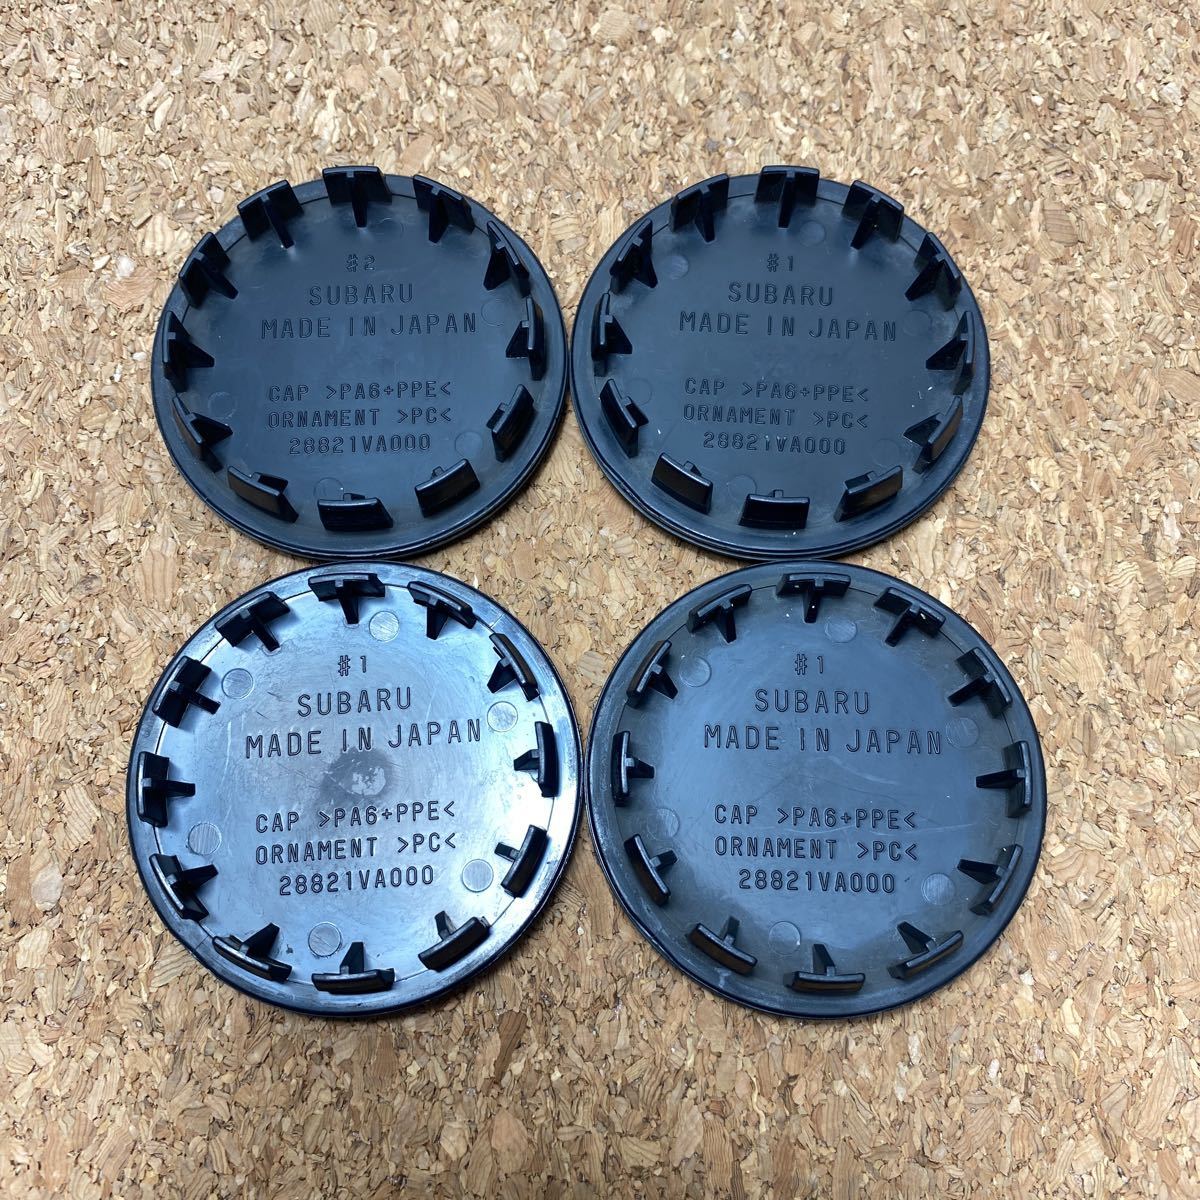 #2
SUBARU
MADE IN JAPAN
CAP >PA6+PPE<
ORNAMENT >PC<
28821VA000
#1
SUBARU
MADE IN JAPAN
CAP >PA6+PPE<
ORNAMENT >PC<
28821VA000
#1
SUBARU
MADE IN JAPAN
CAP >PA6+PPE<
ORNAMENT >PC<
28821VA000
#1
SUBARU
MADE IN JAPAN
CAP >PA6+PPE<
ORNAMENT >PC<
28821VA000